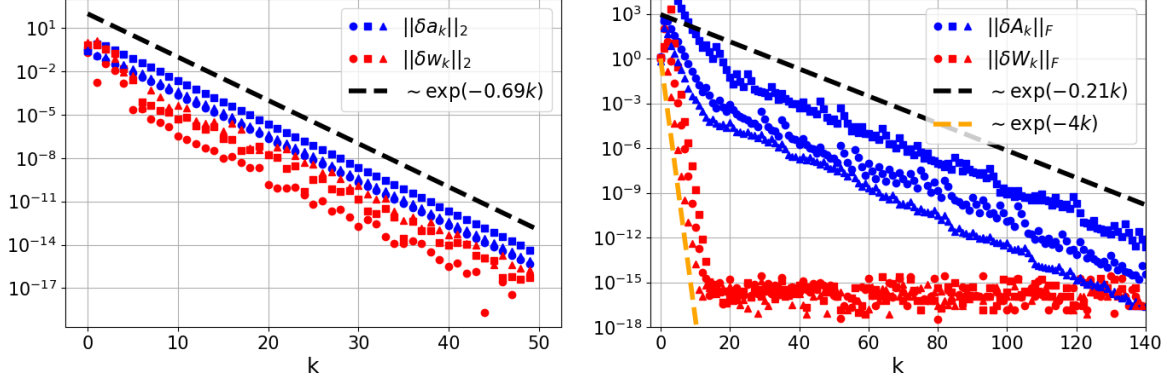 10^1
10^-2
10^-5
10^-8
10^-11
10^-14
10^-17
0 10 20 30 40 50
k
||δa_k||_2
||δw_k||_2
~ exp(−0.69k)
10^3
10^0
10^-3
10^-6
10^-9
10^-12
10^-15
10^-18
0 20 40 60 80 100 120 140
k
||δA_k||_F
||δW_k||_F
~ exp(−0.21k)
~ exp(−4k)